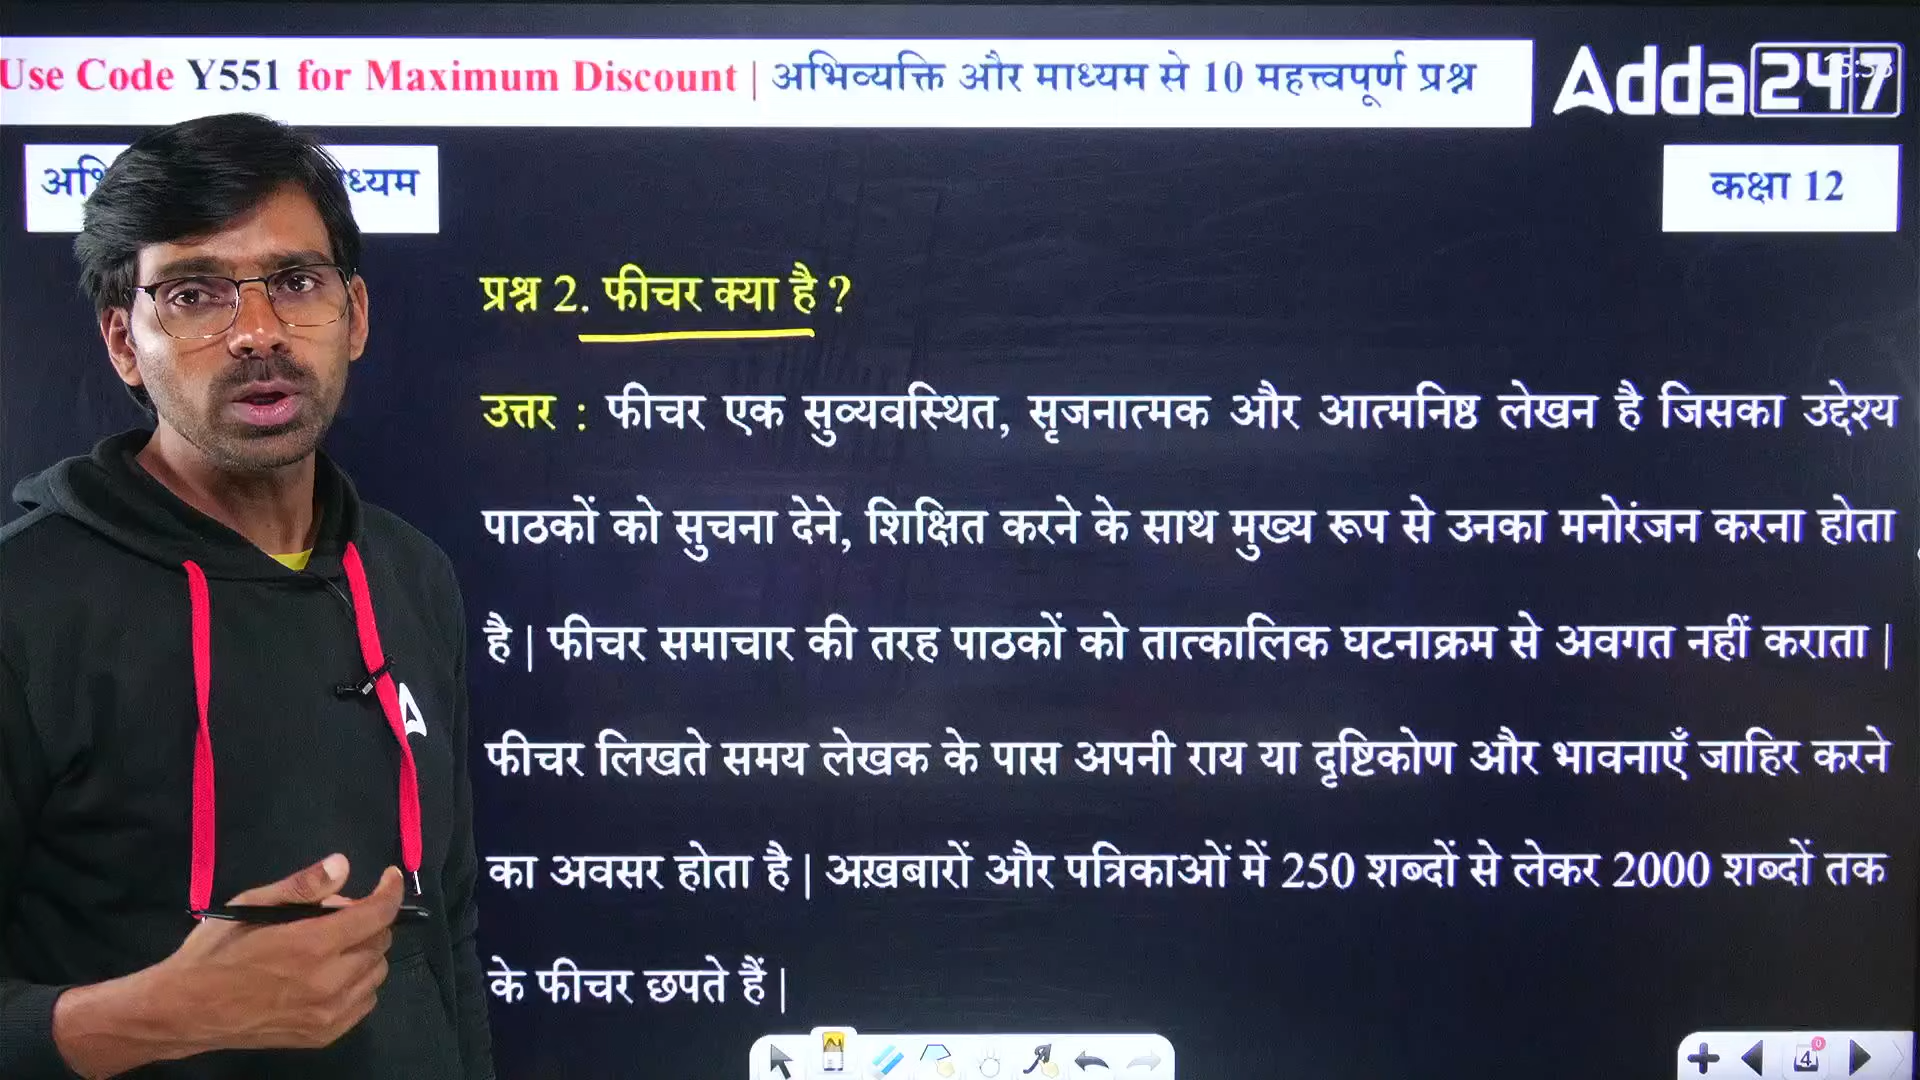 Use Code Y551 for Maximum Discount | अभिव्यक्ति और माध्यम से 10 महत्त्वपूर्ण प्रश्न
Adda247
कक्षा 12
प्रश्न 2. फीचर क्या है ?
उत्तर : फीचर एक सुव्यवस्थित, सृजनात्मक और आत्मनिष्ठ लेखन है जिसका उद्देश्य
पाठकों को सुचना देने, शिक्षित करने के साथ मुख्य रूप से उनका मनोरंजन करना होता
है | फीचर समाचार की तरह पाठकों को तात्कालिक घटनाक्रम से अवगत नहीं कराता |
फीचर लिखते समय लेखक के पास अपनी राय या दृष्टिकोण और भावनाएँ जाहिर करने
का अवसर होता है | अख़बारों और पत्रिकाओं में 250 शब्दों से लेकर 2000 शब्दों तक
के फीचर छपते हैं |
4